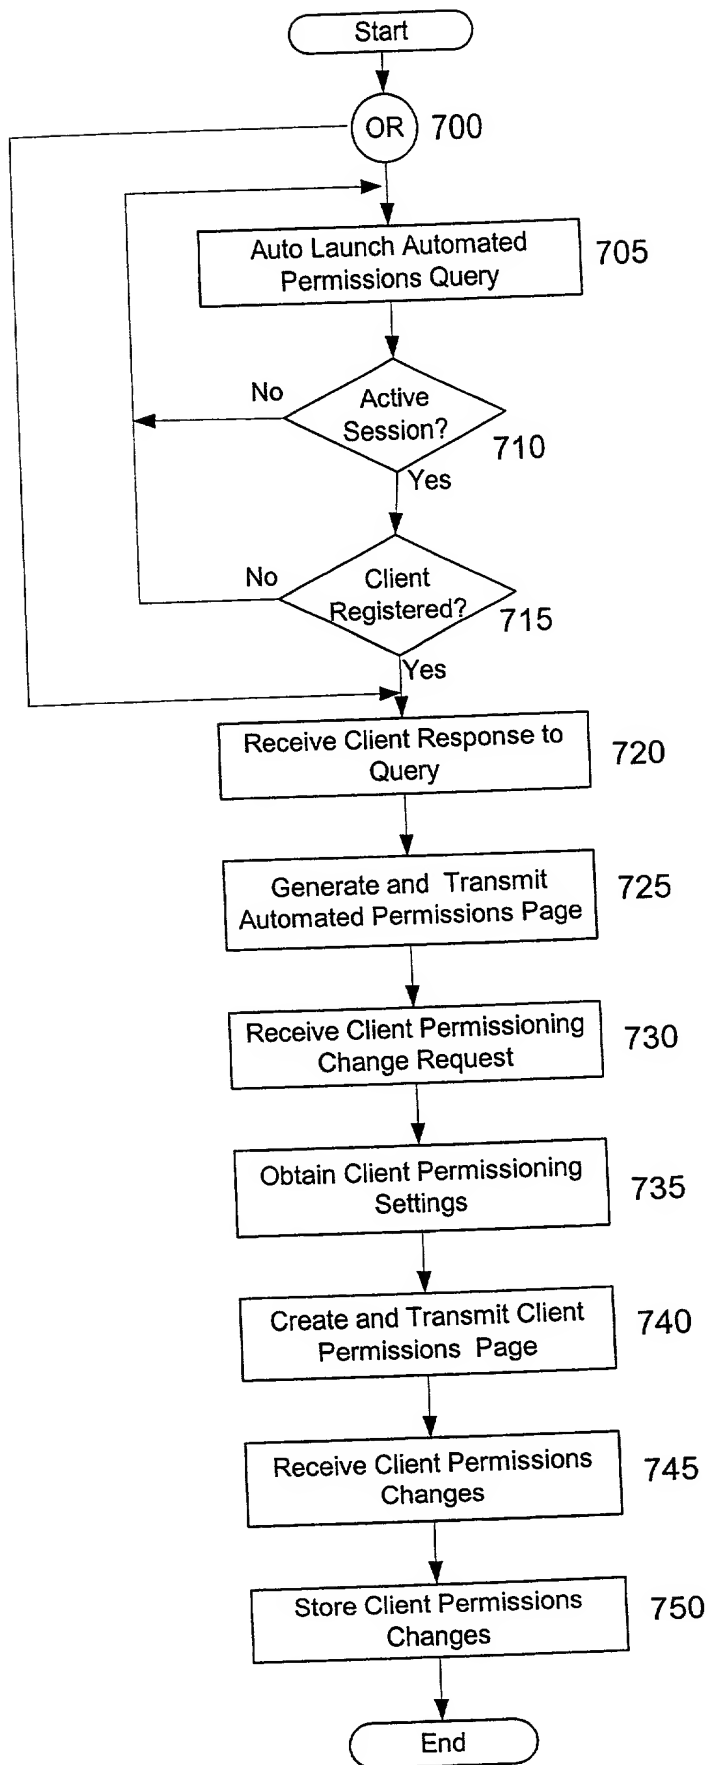 Start
OR 700
Auto Launch Automated
Permissions Query
705
No
Active
Session?
710
Yes
No
Client
Registered?
715
Yes
Receive Client Response to
Query
720
Generate and Transmit
Automated Permissions Page
725
Receive Client Permissioning
Change Request
730
Obtain Client Permissioning
Settings
735
Create and Transmit Client
Permissions Page
740
Receive Client Permissions
Changes
745
Store Client Permissions
Changes
750
End